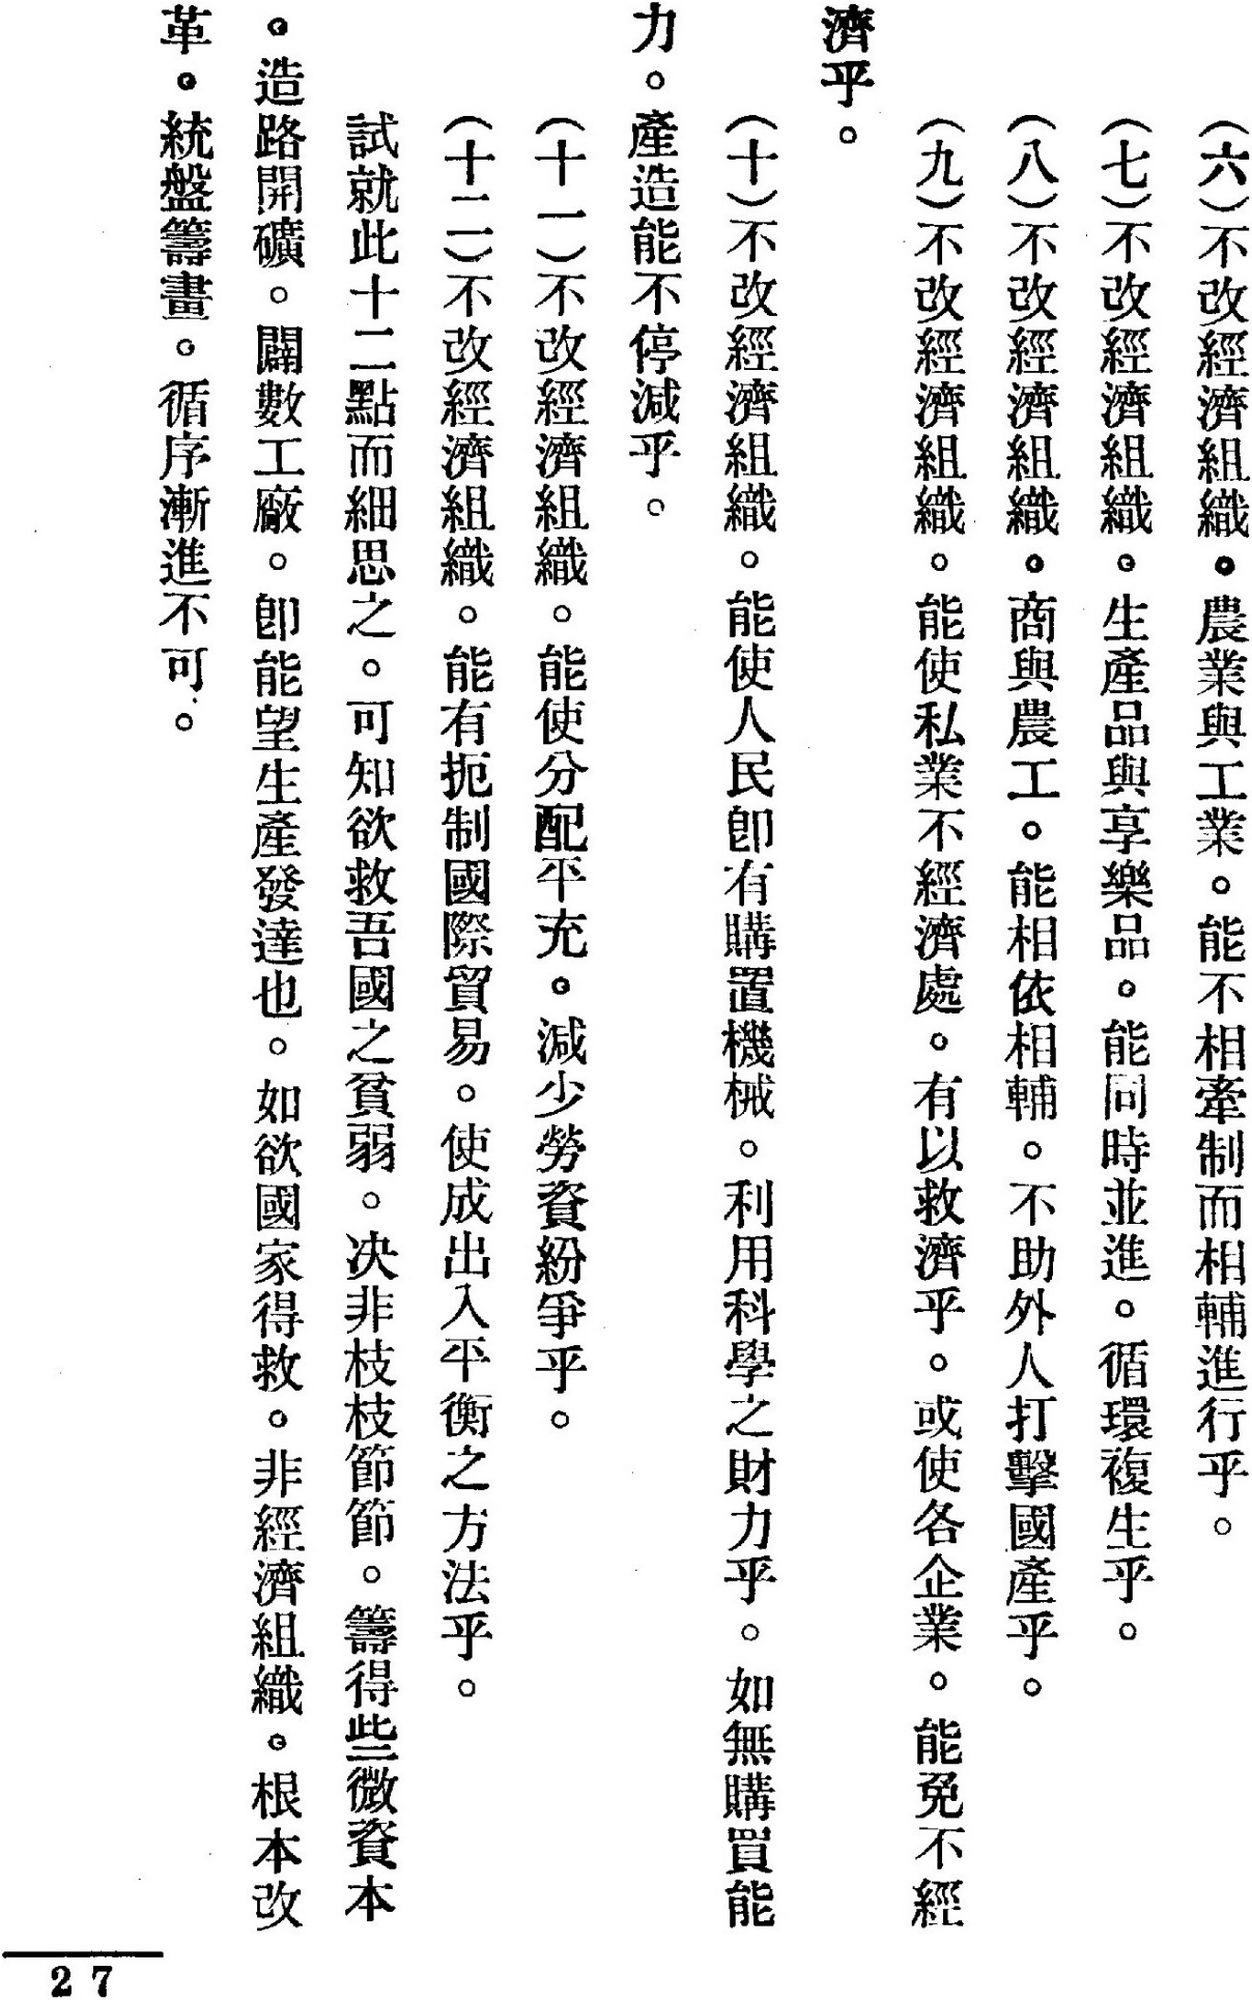 （六）不改經濟組織。農業與工業。能不相牽制而相輔進行乎。
（七）不改經濟組織。生產品與享樂品。能同時並進。循環複生乎。
（八）不改經濟組織。商與農工。能相依相輔。不助外人打擊國產乎。
（九）不改經濟組織。能使私業不經濟處。有以救濟乎。或使各企業。能免不經
濟乎。
（十）不改經濟組織。能使人民卽有購置機械。利用科學之財力乎。如無購買能
力。產造能不停減乎。
（十一）不改經濟組織。能使分配平充。減少勞資紛爭乎。
（十二）不改經濟組織。能有扼制國際貿易。使成出入平衡之方法乎。
試就此十二點而細思之。可知欲救吾國之貧弱。决非枝枝節節。籌得些微資本
。造路開礦。闢數工廠。卽能望生產發達也。如欲國家得救。非經濟組織。根本改
革。統盤籌畫。循序漸進不可。
27